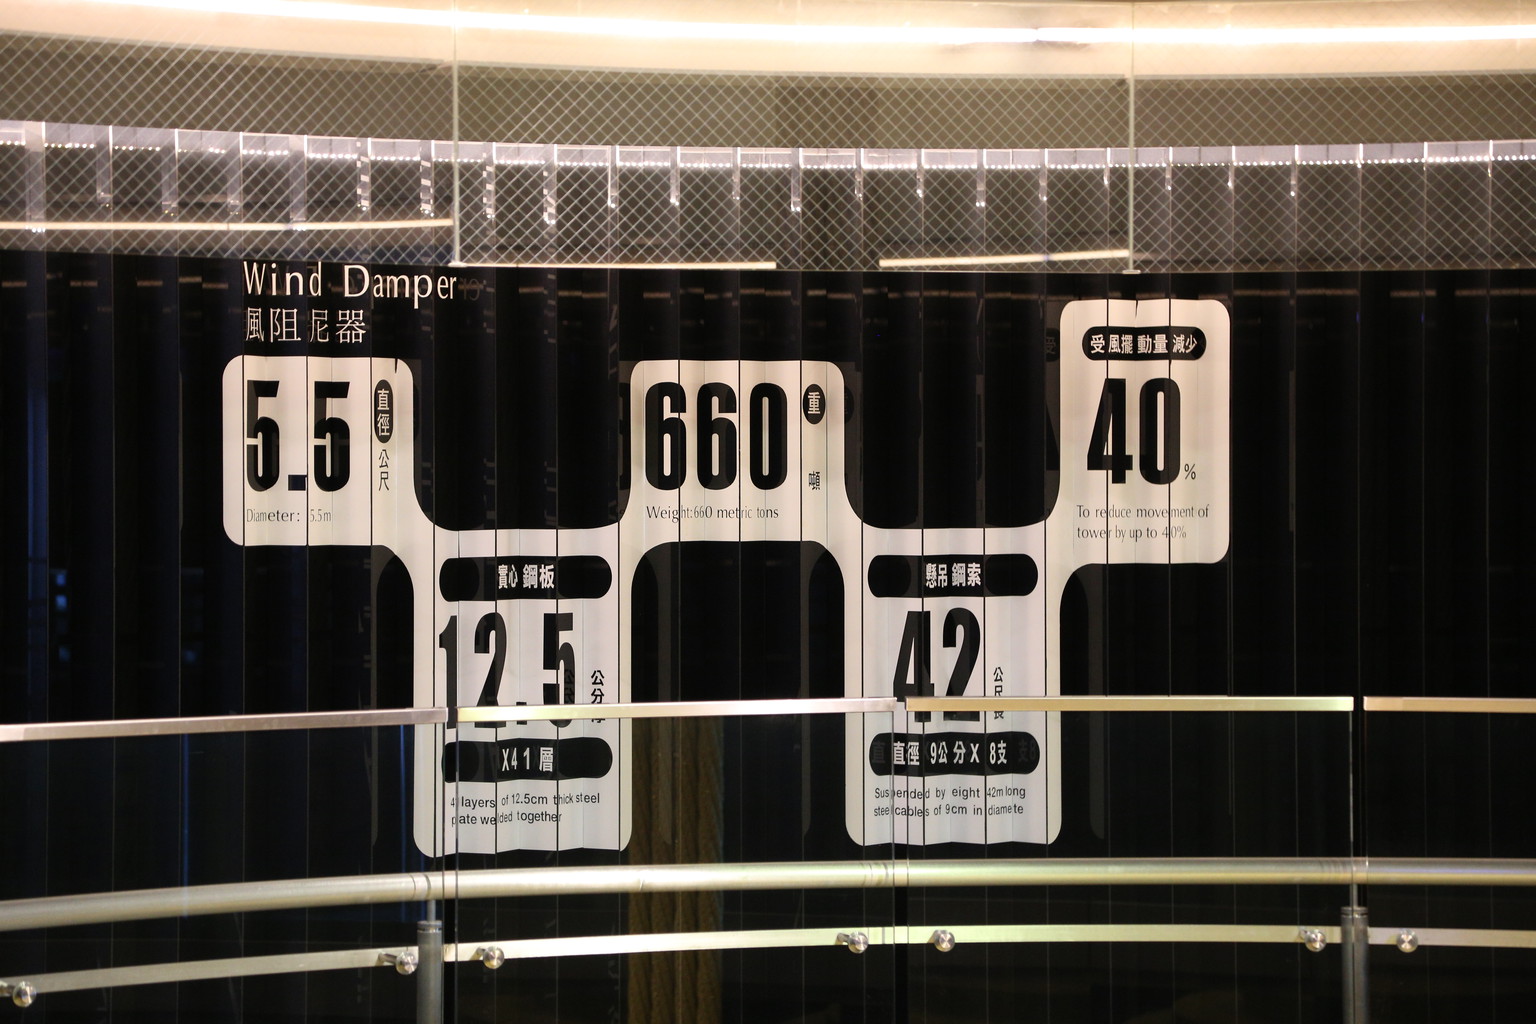 Wind Damper
風阻尼器
5.5
直徑
公尺
Diameter: 5.5m
實心鋼板
12.5
公分厚
X41層
41layers of 12.5cm thick steel
plate welded together
660
重
噸
Weight:660 metric tons
懸吊鋼索
42
公尺長
直徑9公分X8支
Suspended by eight 42m long
steel cables of 9cm in diamete
受風擺動量減少
40
%
To reduce movement of
tower by up to 40%